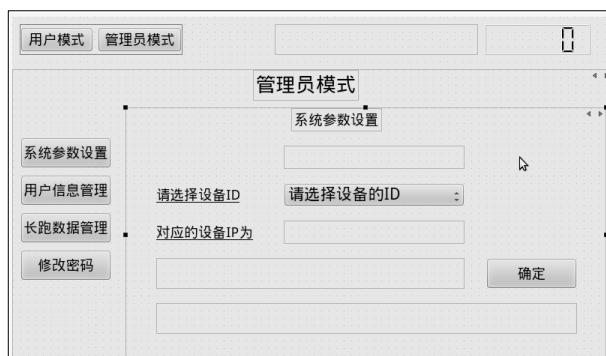 用户模式 管理员模式 0
管理员模式
系统参数设置
系统参数设置
用户信息管理
长跑数据管理
修改密码
请选择设备ID 请选择设备的ID
对应的设备IP为
确定